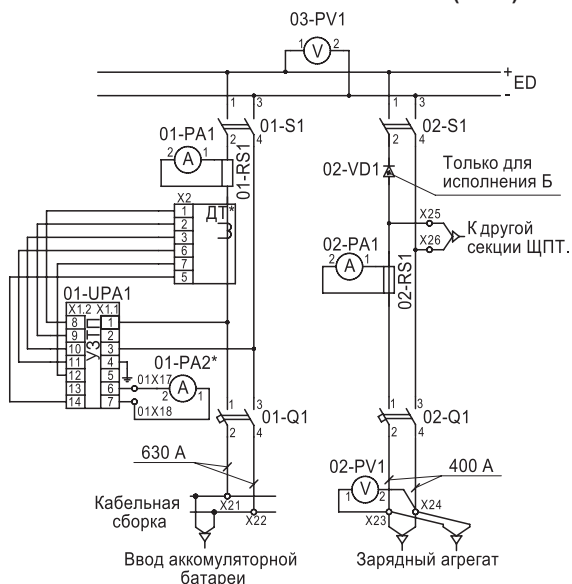 03-PV1
1 V 2
+
ED
-
1 3
01-S1
2 4
1 3
02-S1
2 4
01-PA1
2 A 1
01-RS1
02-VD1
Только для
исполнения Б
X2
ДТ*
1
2
3
6
7
5
X25
X26
К другой
секции ЩПТ.
02-PA1
2 A 1
02-RS1
01-UPA1
X1.2 X1.1
УЗТП
8 1
9 2
10 3
11 4
12 5
13 6
14 7
01-PA2*
01X17
2 A 1
01X18
1 3
01-Q1
2 4
1 3
02-Q1
2 4
630 А
400 А
02-PV1
1 V 2
Кабельная
сборка
X21
X22
X23
X24
Ввод аккумуляторной
батареи
Зарядный агрегат